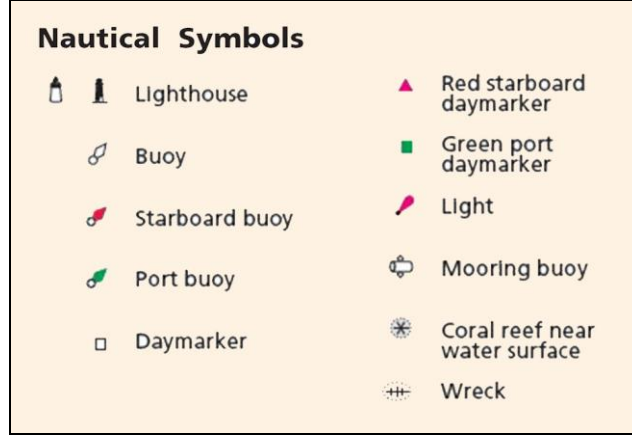 Nautical Symbols
Lighthouse
Buoy
Starboard buoy
Port buoy
Daymarker
Red starboard
daymarker
Green port
daymarker
Light
Mooring buoy
Coral reef near
water surface
Wreck